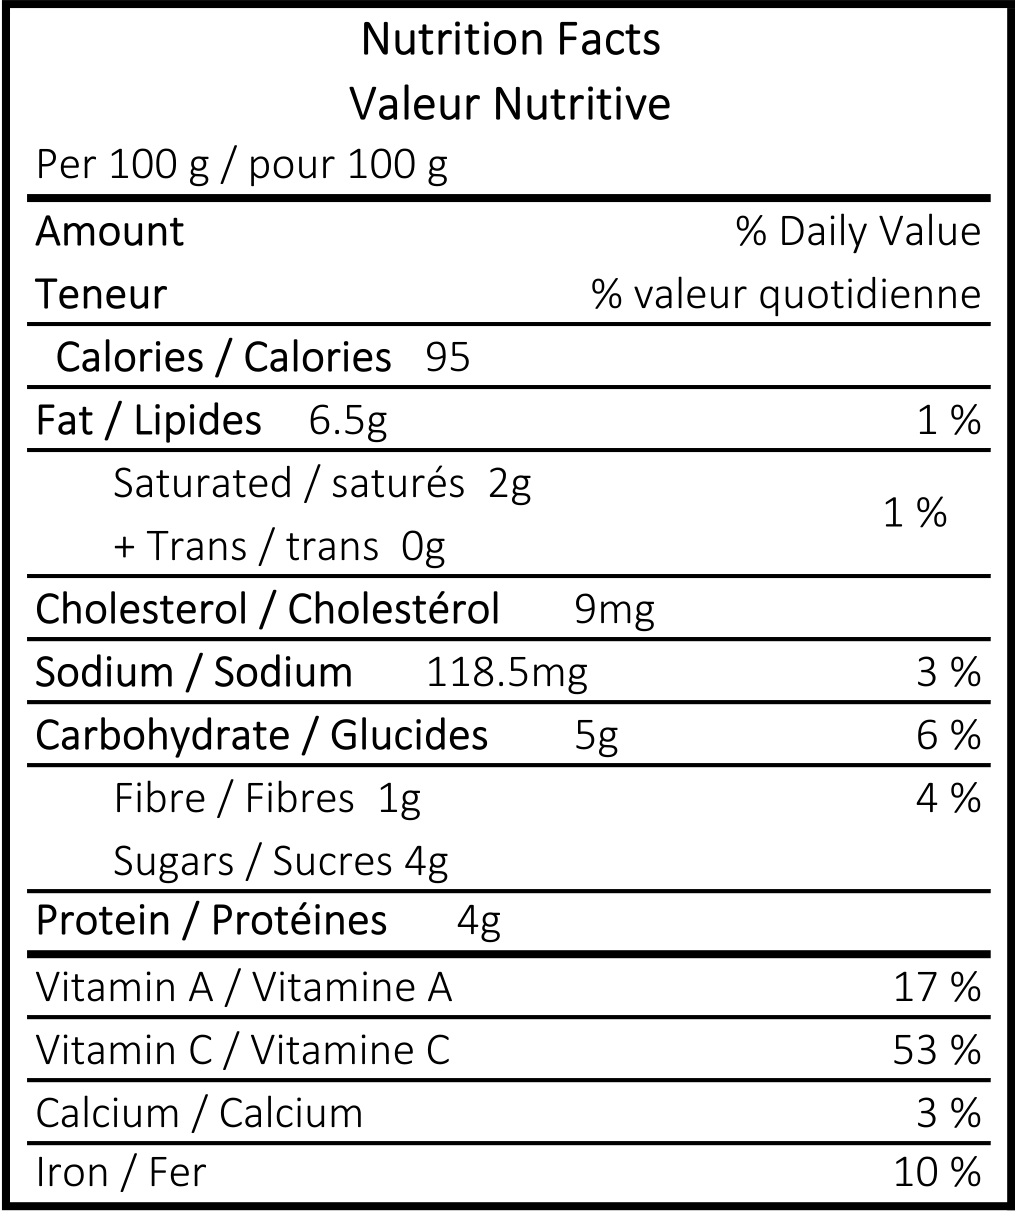 Nutrition Facts
Valeur Nutritive
Per 100 g / pour 100 g
Amount % Daily Value
Teneur % valeur quotidienne
Calories / Calories 95
Fat / Lipides 6.5g 1 %
Saturated / saturés 2g
1 %
+ Trans / trans 0g
Cholesterol / Cholestérol 9mg
Sodium / Sodium 118.5mg 3 %
Carbohydrate / Glucides 5g 6 %
Fibre / Fibres 1g 4 %
Sugars / Sucres 4g
Protein / Protéines 4g
Vitamin A / Vitamine A 17 %
Vitamin C / Vitamine C 53 %
Calcium / Calcium 3 %
Iron / Fer 10 %